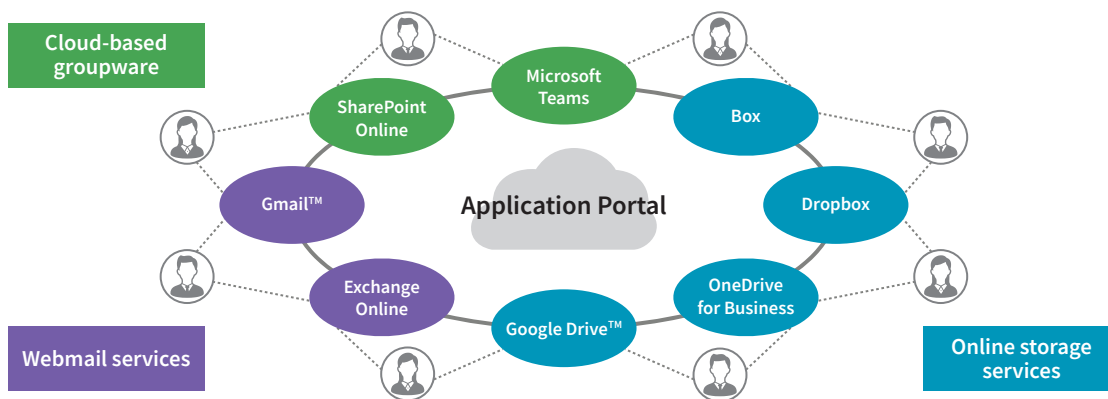 Cloud-based
groupware
Microsoft
Teams
SharePoint
Online
Box
Gmail™
Application Portal
Dropbox
Exchange
Online
OneDrive
for Business
Google Drive™
Webmail services
Online storage
services